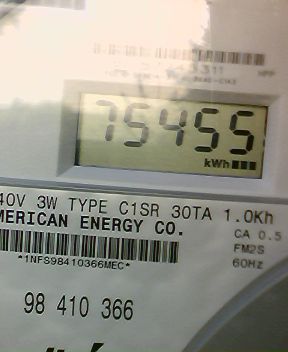 75455
kWh
40V 3W TYPE C1SR 30TA 1.0Kh
MERICAN ENERGY CO.
CA 0.5
FM2S
60Hz
*1NFS98410366MEC*
98 410 366